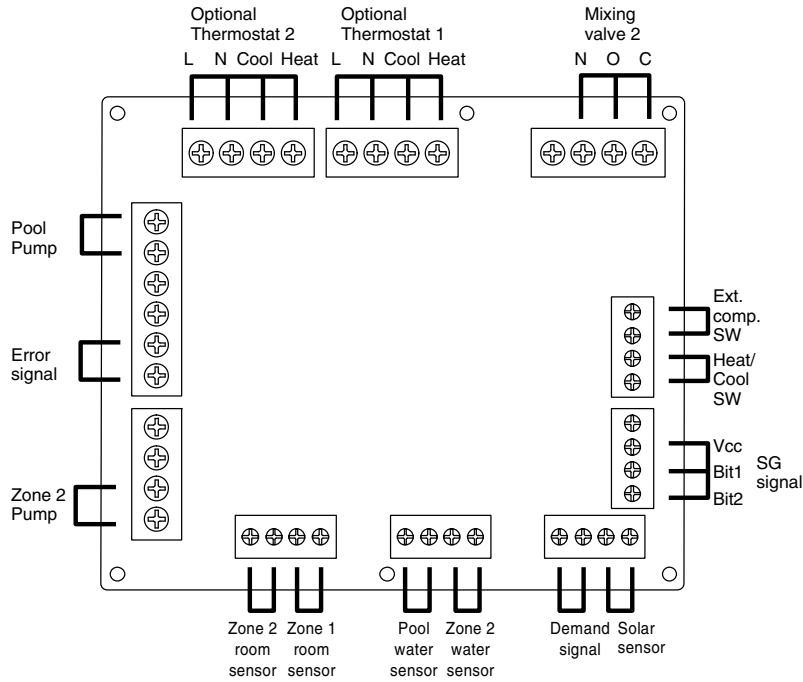 Optional
Thermostat 2
L N Cool Heat
Optional
Thermostat 1
L N Cool Heat
Mixing
valve 2
N O C
Pool
Pump
Error
signal
Zone 2
Pump
Ext.
comp.
SW
Heat/
Cool
SW
Vcc
Bit1
Bit2
SG
signal
Zone 2
room
sensor
Zone 1
room
sensor
Pool
water
sensor
Zone 2
water
sensor
Demand
signal
Solar
sensor